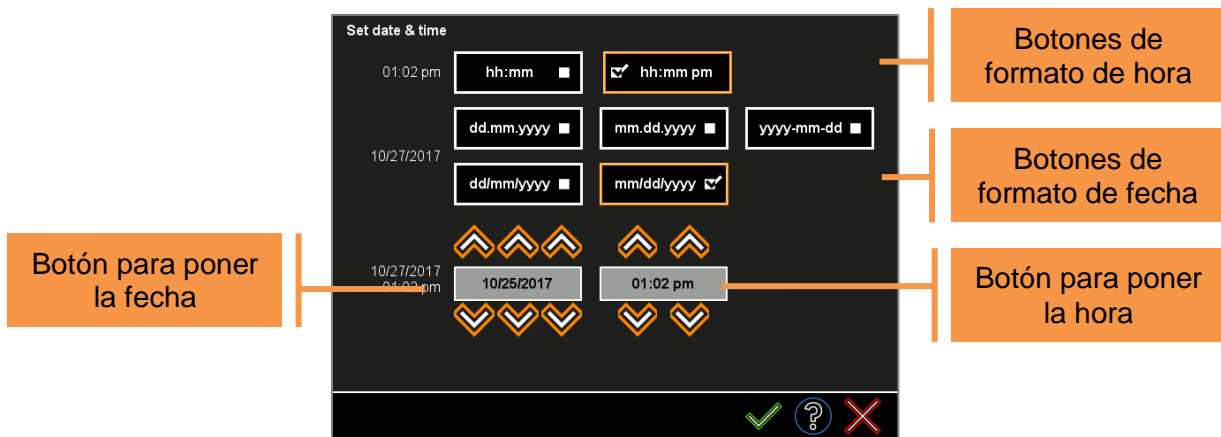 Set date & time
01:02 pm
hh:mm
hh:mm pm
Botones de
formato de hora
dd.mm.yyyy
mm.dd.yyyy
yyyy-mm-dd
10/27/2017
dd/mm/yyyy
mm/dd/yyyy
Botones de
formato de fecha
Botón para poner
la fecha
10/27/2017
01:02 pm
10/25/2017
01:02 pm
Botón para poner
la hora
?